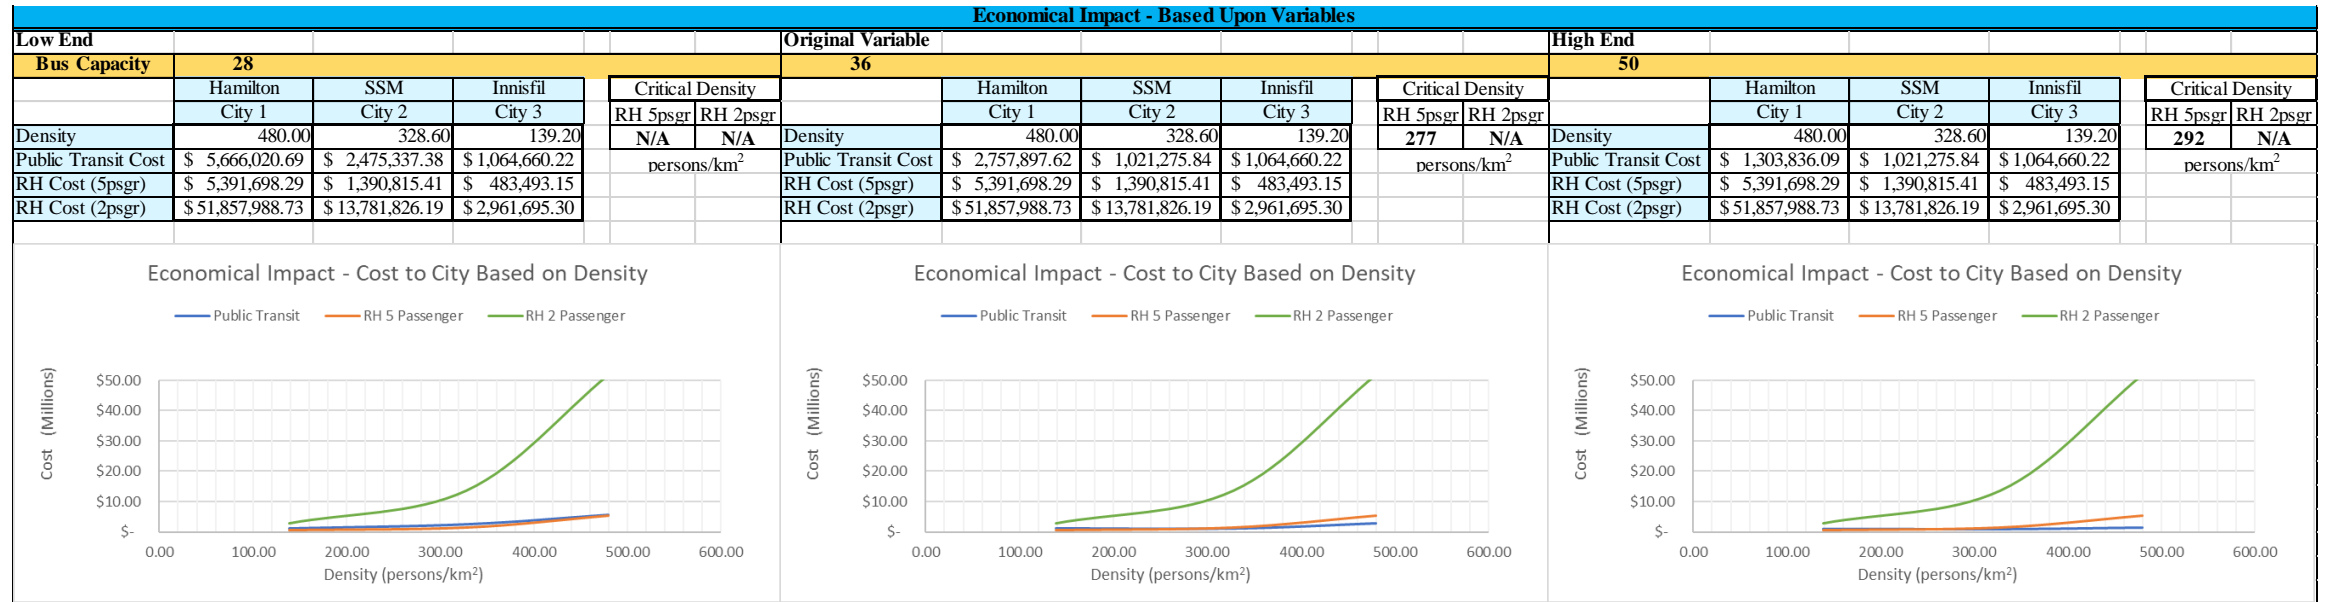 Economical Impact - Based Upon Variables
Low End Original Variable High End
Bus Capacity 28 36 50
Hamilton SSM Innisfil Critical Density Hamilton SSM Innisfil Critical Density Hamilton SSM Innisfil Critical Density
City 1 City 2 City 3 RH 5psgr RH 2psgr City 1 City 2 City 3 RH 5psgr RH 2psgr City 1 City 2 City 3 RH 5psgr RH 2psgr
Density 480.00 328.60 139.20 N/A N/A Density 480.00 328.60 139.20 277 N/A Density 480.00 328.60 139.20 292 N/A
Public Transit Cost $ 5,666,020.69 $ 2,475,337.38 $ 1,064,660.22 persons/km² Public Transit Cost $ 2,757,897.62 $ 1,021,275.84 $ 1,064,660.22 persons/km² Public Transit Cost $ 1,303,836.09 $ 1,021,275.84 $ 1,064,660.22 persons/km²
RH Cost (5psgr) $ 5,391,698.29 $ 1,390,815.41 $ 483,493.15 RH Cost (5psgr) $ 5,391,698.29 $ 1,390,815.41 $ 483,493.15 RH Cost (5psgr) $ 5,391,698.29 $ 1,390,815.41 $ 483,493.15
RH Cost (2psgr) $ 51,857,988.73 $ 13,781,826.19 $ 2,961,695.30 RH Cost (2psgr) $ 51,857,988.73 $ 13,781,826.19 $ 2,961,695.30 RH Cost (2psgr) $ 51,857,988.73 $ 13,781,826.19 $ 2,961,695.30
Economical Impact - Cost to City Based on Density
Public Transit RH 5 Passenger RH 2 Passenger
Cost (Millions)
$50.00
$40.00
$30.00
$20.00
$10.00
$-
0.00 100.00 200.00 300.00 400.00 500.00 600.00
Density (persons/km²)
Economical Impact - Cost to City Based on Density
Public Transit RH 5 Passenger RH 2 Passenger
Cost (Millions)
$50.00
$40.00
$30.00
$20.00
$10.00
$-
0.00 100.00 200.00 300.00 400.00 500.00 600.00
Density (persons/km²)
Economical Impact - Cost to City Based on Density
Public Transit RH 5 Passenger RH 2 Passenger
Cost (Millions)
$50.00
$40.00
$30.00
$20.00
$10.00
$-
0.00 100.00 200.00 300.00 400.00 500.00 600.00
Density (persons/km²)